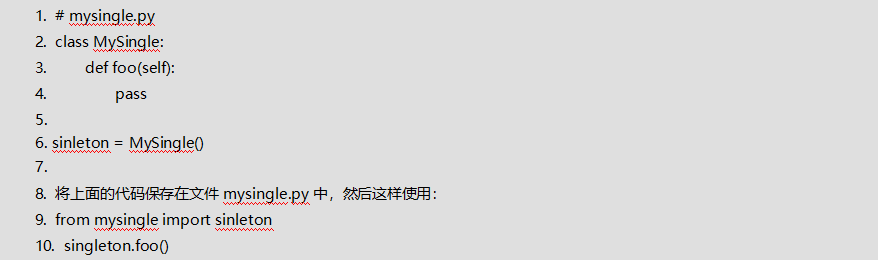 1. # mysingle.py
2. class MySingle:
3. def foo(self):
4. pass
5.
6. sinleton = MySingle()
7.
8. 将上面的代码保存在文件 mysingle.py 中，然后这样使用：
9. from mysingle import sinleton
10. singleton.foo()